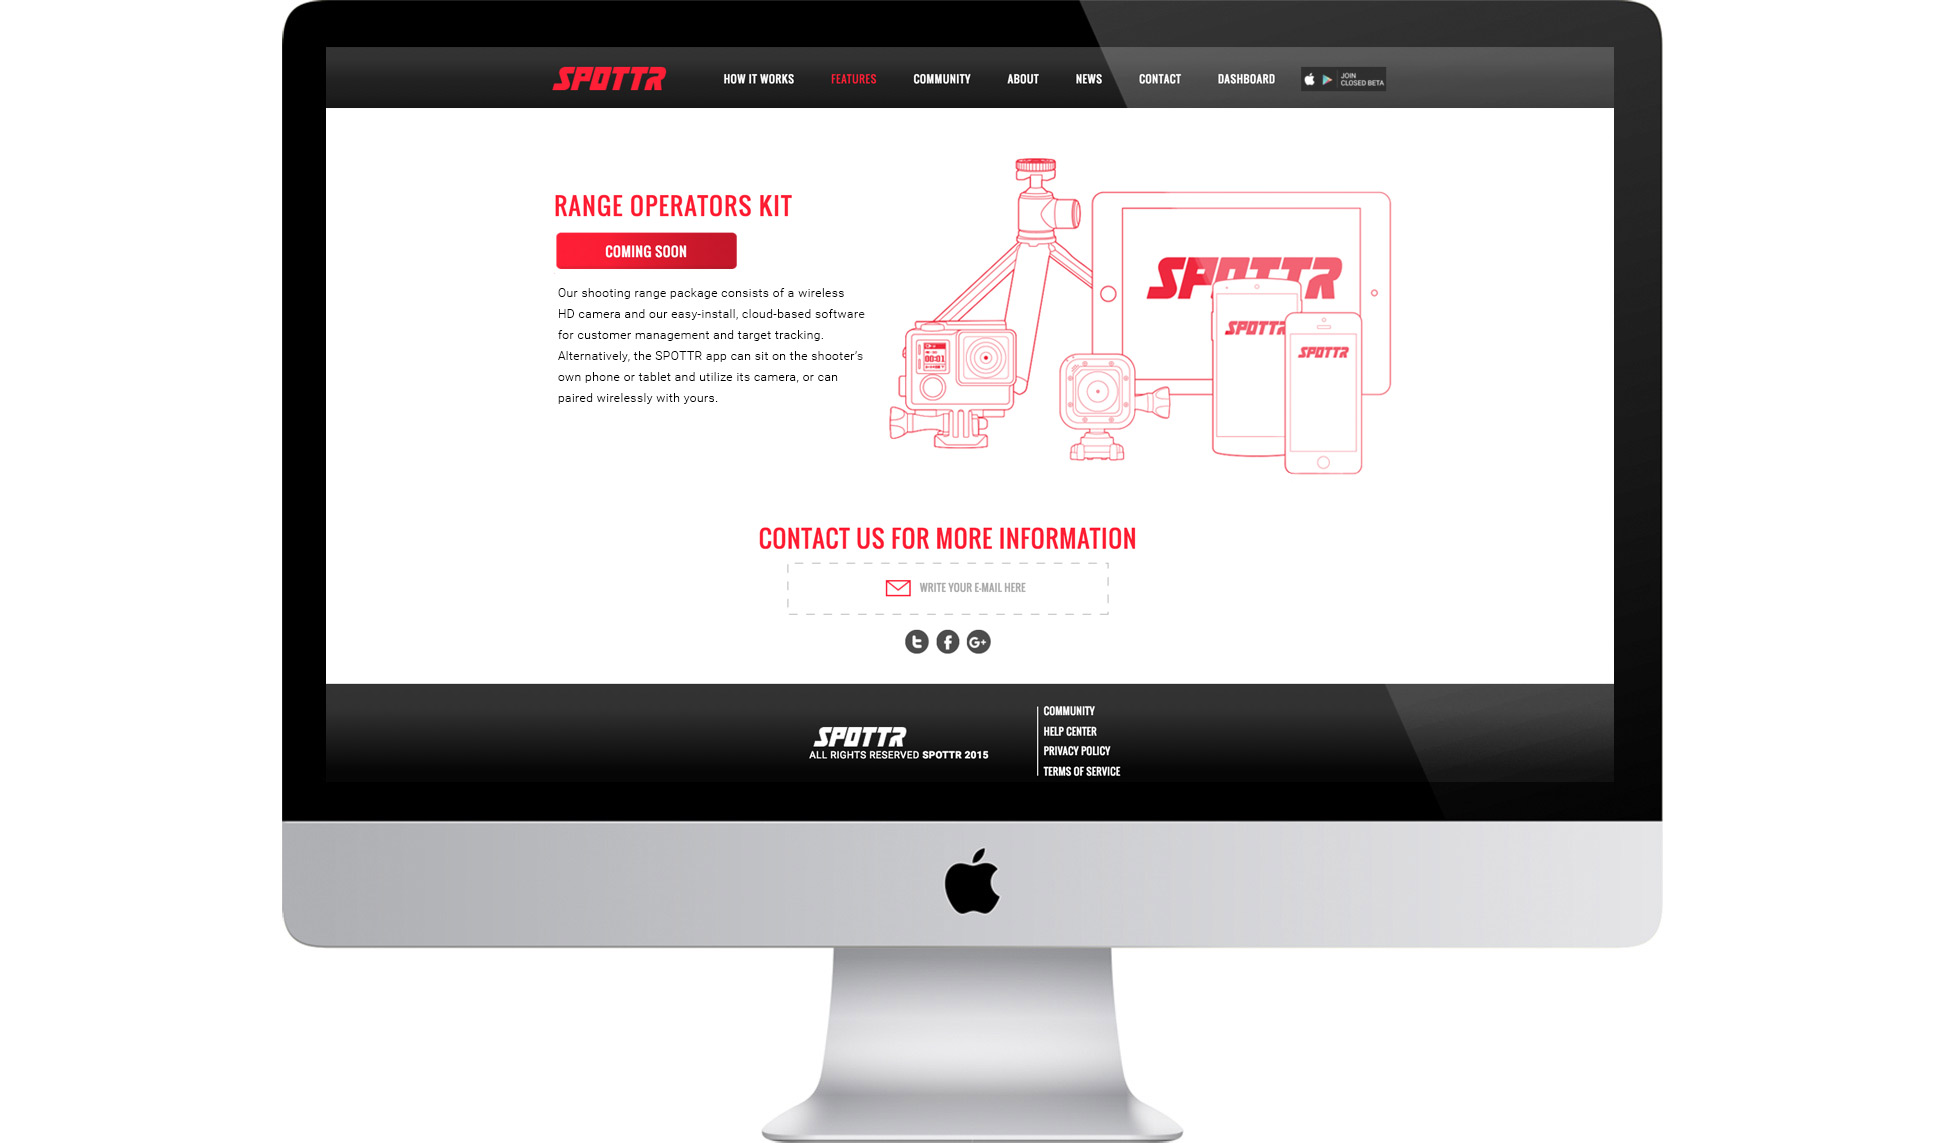 SPOTTR
HOW IT WORKS
FEATURES
COMMUNITY
ABOUT
NEWS
CONTACT
DASHBOARD
JOIN
CLOSED BETA
RANGE OPERATORS KIT
COMING SOON
Our shooting range package consists of a wireless
HD camera and our easy-install, cloud-based software
for customer management and target tracking.
Alternatively, the SPOTTR app can sit on the shooter's
own phone or tablet and utilize its camera, or can
paired wirelessly with yours.
SPOTTR
SPOTTR
SPOTTR
00:01
CONTACT US FOR MORE INFORMATION
WRITE YOUR E-MAIL HERE
SPOTTR
ALL RIGHTS RESERVED SPOTTR 2015
COMMUNITY
HELP CENTER
PRIVACY POLICY
TERMS OF SERVICE